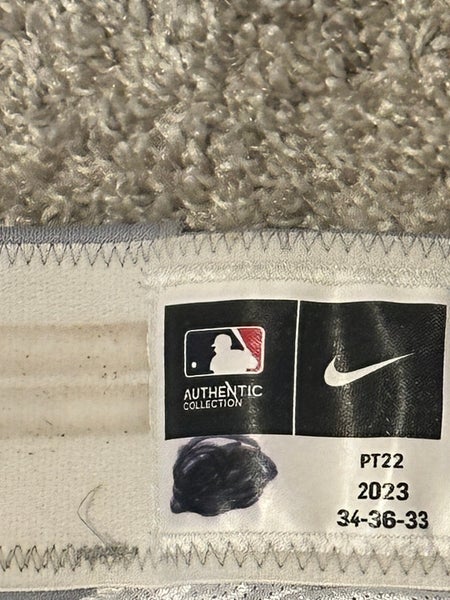 AUTHENTIC
COLLECTION
PT22
2023
34-36-33